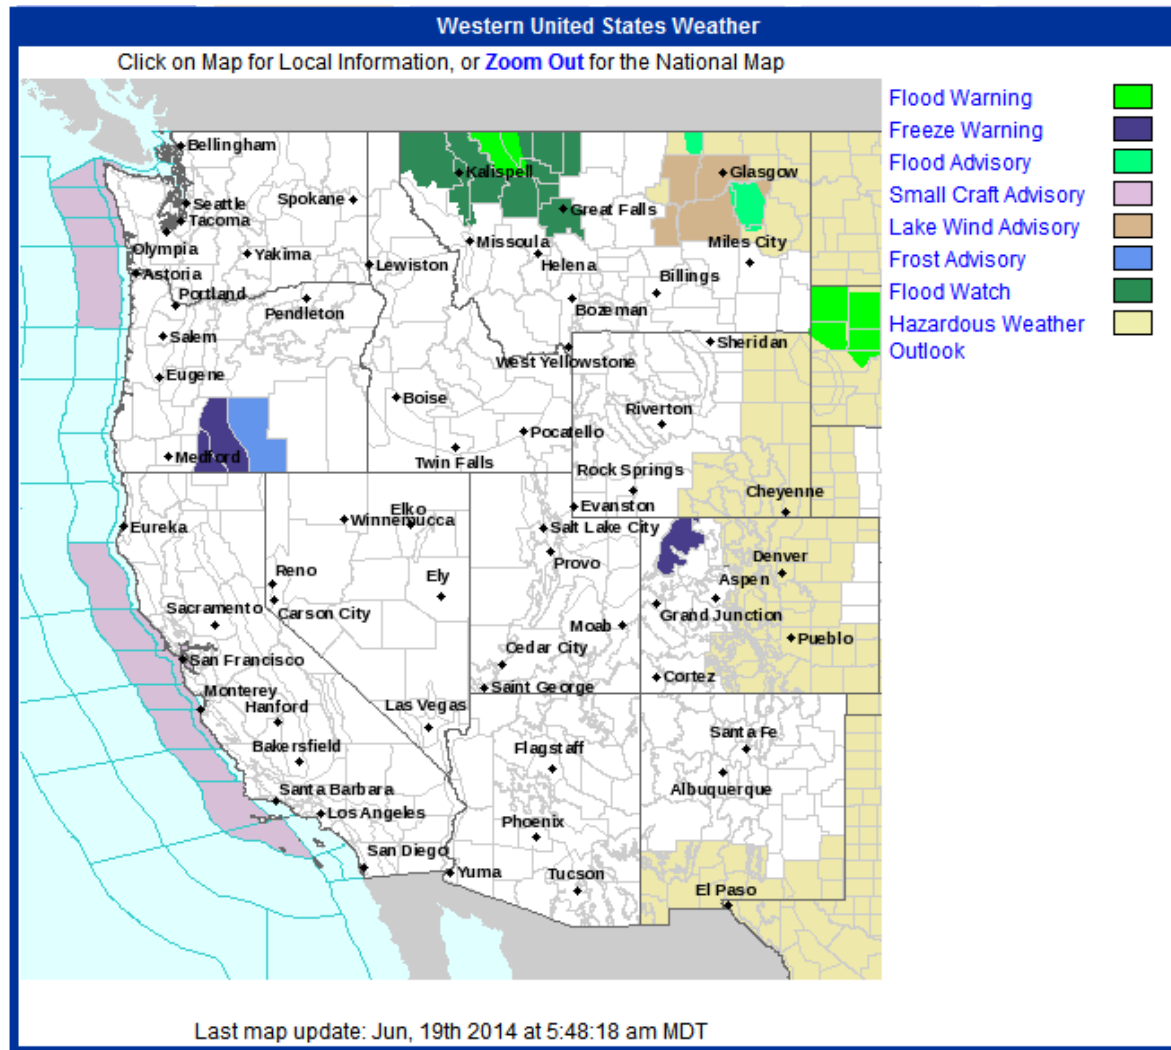 Western United States Weather
Click on Map for Local Information, or Zoom Out for the National Map
Flood Warning
Freeze Warning
Flood Advisory
Small Craft Advisory
Lake Wind Advisory
Frost Advisory
Flood Watch
Hazardous Weather
Outlook
Bellingham
Kalispell
Glasgow
Seattle
Spokane
Tacoma
Great Falls
Olympia
Missoula
Miles City
Yakima
Helena
Lewiston
Astoria
Billings
Portland
Pendleton
Bozeman
Salem
Sheridan
West Yellowstone
Eugene
Boise
Riverton
Pocatello
Medford
Twin Falls
Rock Springs
Cheyenne
Evanston
Elko
Winnemucca
Eureka
Salt Lake City
Denver
Provo
Reno
Ely
Aspen
Sacramento
Carson City
Grand Junction
Moab
Pueblo
Cedar City
San Francisco
Cortez
Saint George
Monterey
Hanford
Las Vegas
Santa Fe
Bakersfield
Flagstaff
Santa Barbara
Albuquerque
Los Angeles
Phoenix
San Diego
Yuma
Tucson
El Paso
Last map update: Jun, 19th 2014 at 5:48:18 am MDT